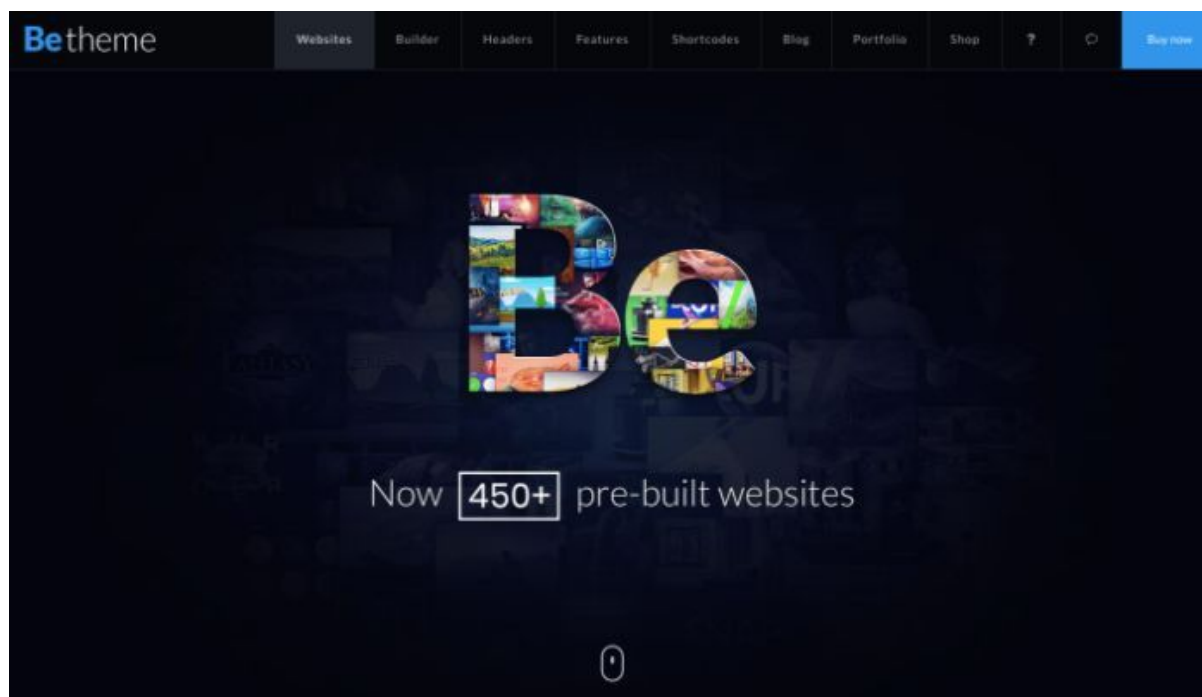 Betheme Websites Builder Headers Features Shortcodes Blog Portfolio Shop ? Buy now
Be
Now 450+ pre-built websites